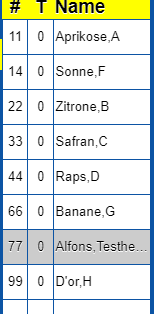 # T Name
11 0 Aprikose,A
14 0 Sonne,F
22 0 Zitrone,B
33 0 Safran,C
44 0 Raps,D
66 0 Banane,G
77 0 Alfons,Testhe...
99 0 D'or,H